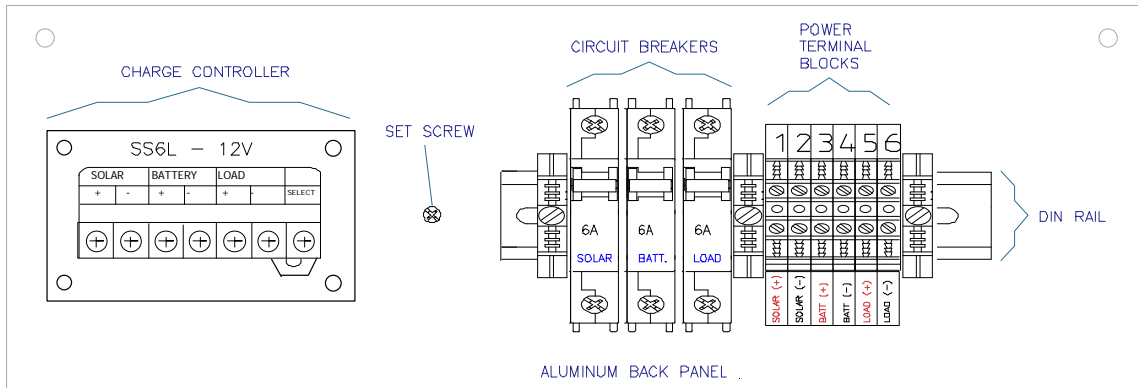 CHARGE CONTROLLER
SS6L - 12V
SOLAR BATTERY LOAD
+ - + - + - SELECT
SET SCREW
CIRCUIT BREAKERS
6A 6A 6A
SOLAR BATT. LOAD
POWER
TERMINAL
BLOCKS
1 2 3 4 5 6
SOLAR (+)
SOLAR (-)
BATT (+)
BATT (-)
LOAD (+)
LOAD (-)
DIN RAIL
ALUMINUM BACK PANEL .